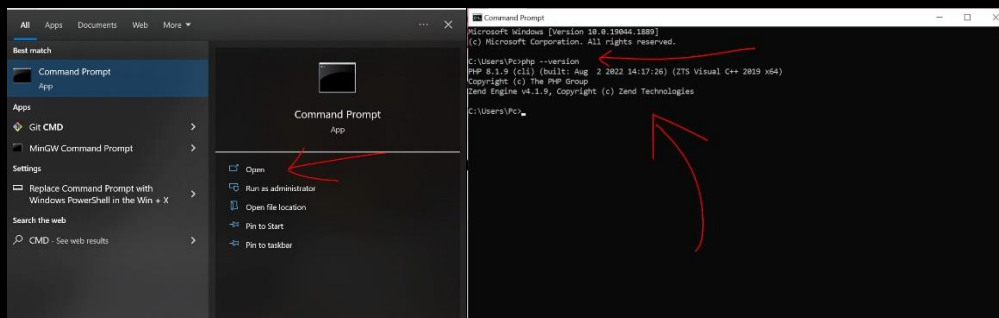 All Apps Documents Web More
Best match
Command Prompt
App
Apps
Git CMD
MinGW Command Prompt
Settings
Replace Command Prompt with
Windows PowerShell in the Win + X
Search the web
CMD - See web results
Command Prompt
App
Open
Run as administrator
Open file location
Pin to Start
Pin to taskbar
Command Prompt
Microsoft Windows [Version 10.0.19044.1889]
(c) Microsoft Corporation. All rights reserved.
C:\Users\Pc>php --version
PHP 8.1.9 (cli) (built: Aug 2 2022 14:17:26) (ZTS Visual C++ 2019 x64)
Copyright (c) The PHP Group
Zend Engine v4.1.9, Copyright (c) Zend Technologies
C:\Users\Pc>_